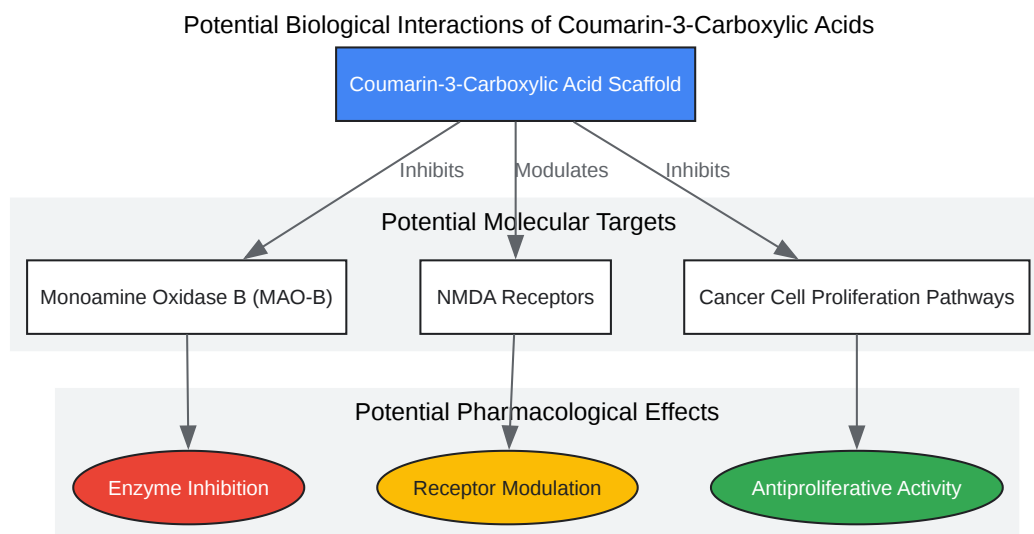 Potential Biological Interactions of Coumarin-3-Carboxylic Acids
Coumarin-3-Carboxylic Acid Scaffold
Inhibits
Modulates
Inhibits
Potential Molecular Targets
Monoamine Oxidase B (MAO-B)
NMDA Receptors
Cancer Cell Proliferation Pathways
Potential Pharmacological Effects
Enzyme Inhibition
Receptor Modulation
Antiproliferative Activity